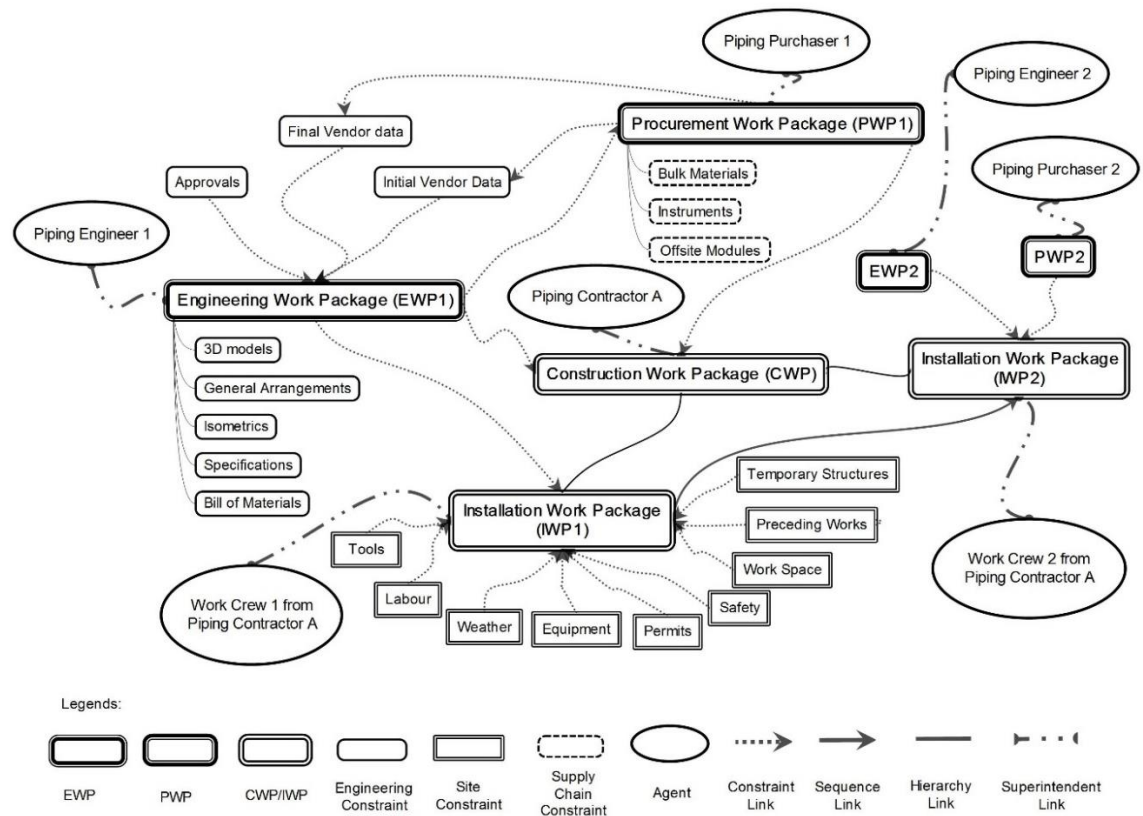 Piping Purchaser 1
Piping Engineer 2
Final Vendor data
Procurement Work Package (PWP1)
Approvals
Initial Vendor Data
Bulk Materials
Piping Purchaser 2
Instruments
Piping Engineer 1
Offsite Modules
EWP2
PWP2
Engineering Work Package (EWP1)
Piping Contractor A
3D models
General Arrangements
Construction Work Package (CWP)
Installation Work Package
(IWP2)
Isometrics
Specifications
Bill of Materials
Temporary Structures
Installation Work Package
(IWP1)
Preceding Works
Tools
Work Space
Labour
Safety
Weather
Equipment
Permits
Work Crew 1 from
Piping Contractor A
Work Crew 2 from
Piping Contractor A
Legends:
EWP
PWP
CWP/IWP
Engineering
Constraint
Site
Constraint
Supply
Chain
Constraint
Agent
Constraint
Link
Sequence
Link
Hierarchy
Link
Superintendent
Link